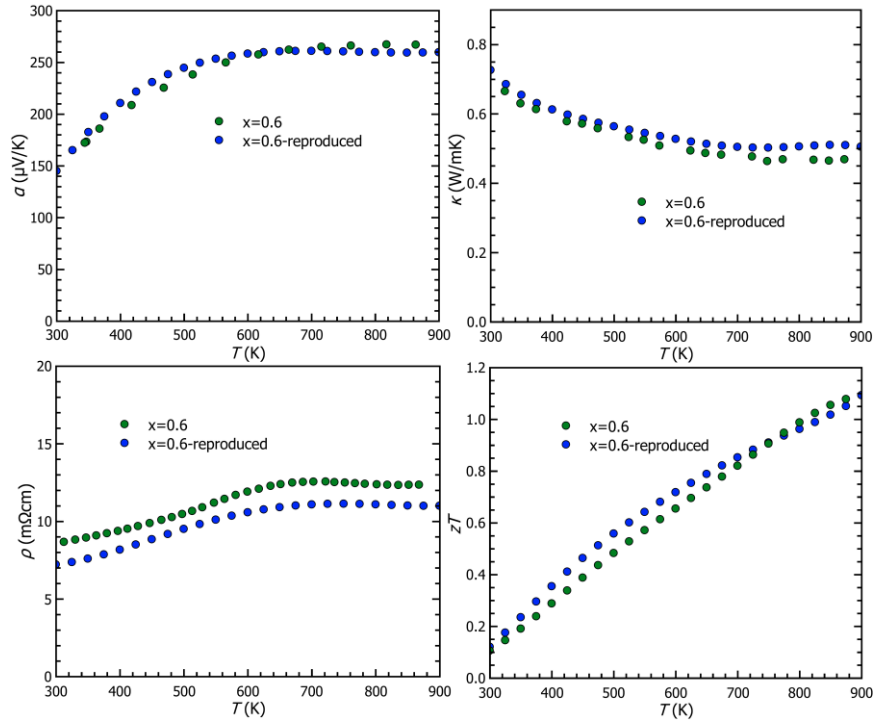 300
250
200
150
100
50
0
α (μV/K)
x=0.6
x=0.6-reproduced
300 400 500 600 700 800 900
T (K)
0.8
0.6
0.4
0.2
0.0
κ (W/mK)
x=0.6
x=0.6-reproduced
300 400 500 600 700 800 900
T (K)
20
15
10
5
0
ρ (mΩcm)
x=0.6
x=0.6-reproduced
300 400 500 600 700 800 900
T (K)
1.2
1.0
0.8
0.6
0.4
0.2
0.0
zT
x=0.6
x=0.6-reproduced
300 400 500 600 700 800 900
T (K)